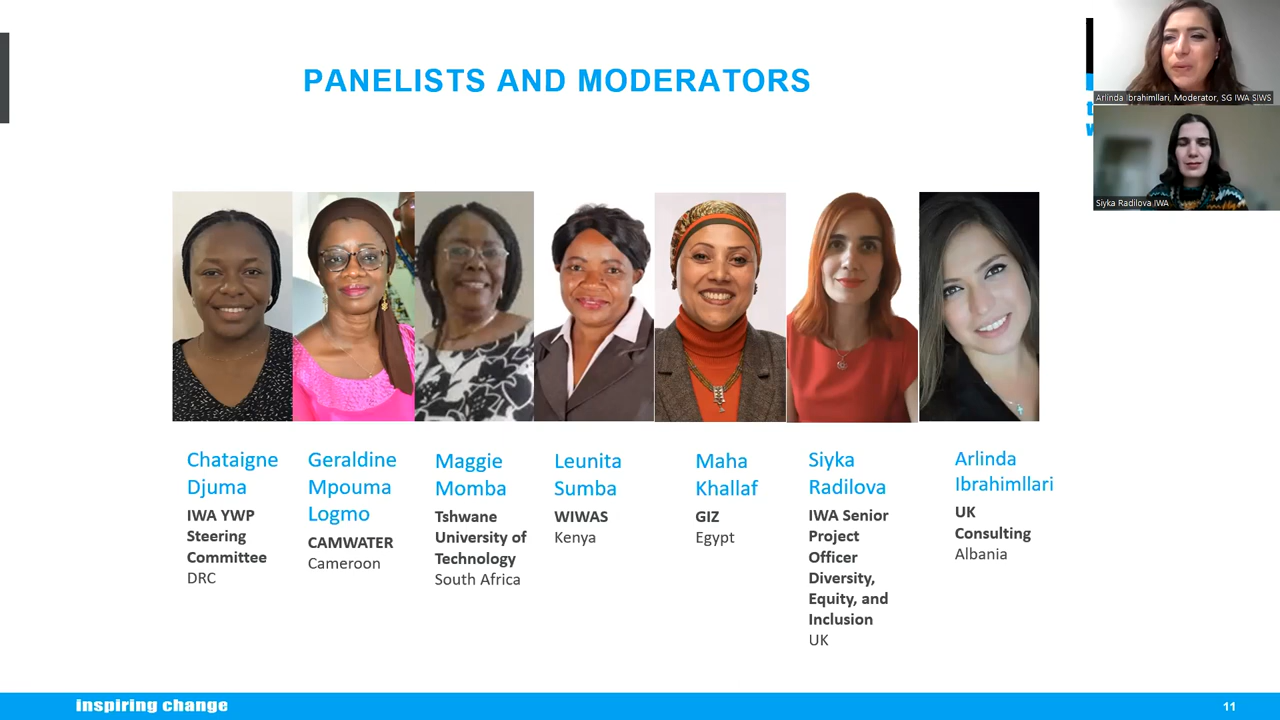 PANELISTS AND MODERATORS
Arlinda Ibrahimllari, Moderator, SG IWA SIWS
Siyka Radilova IWA
Chataigne
Djuma
IWA YWP
Steering
Committee
DRC
Geraldine
Mpouma
Logmo
CAMWATER
Cameroon
Maggie
Momba
Tshwane
University of
Technology
South Africa
Leunita
Sumba
WIWAS
Kenya
Maha
Khallaf
GIZ
Egypt
Siyka
Radilova
IWA Senior
Project
Officer
Diversity,
Equity, and
Inclusion
UK
Arlinda
Ibrahimllari
UK
Consulting
Albania
inspiring change
11